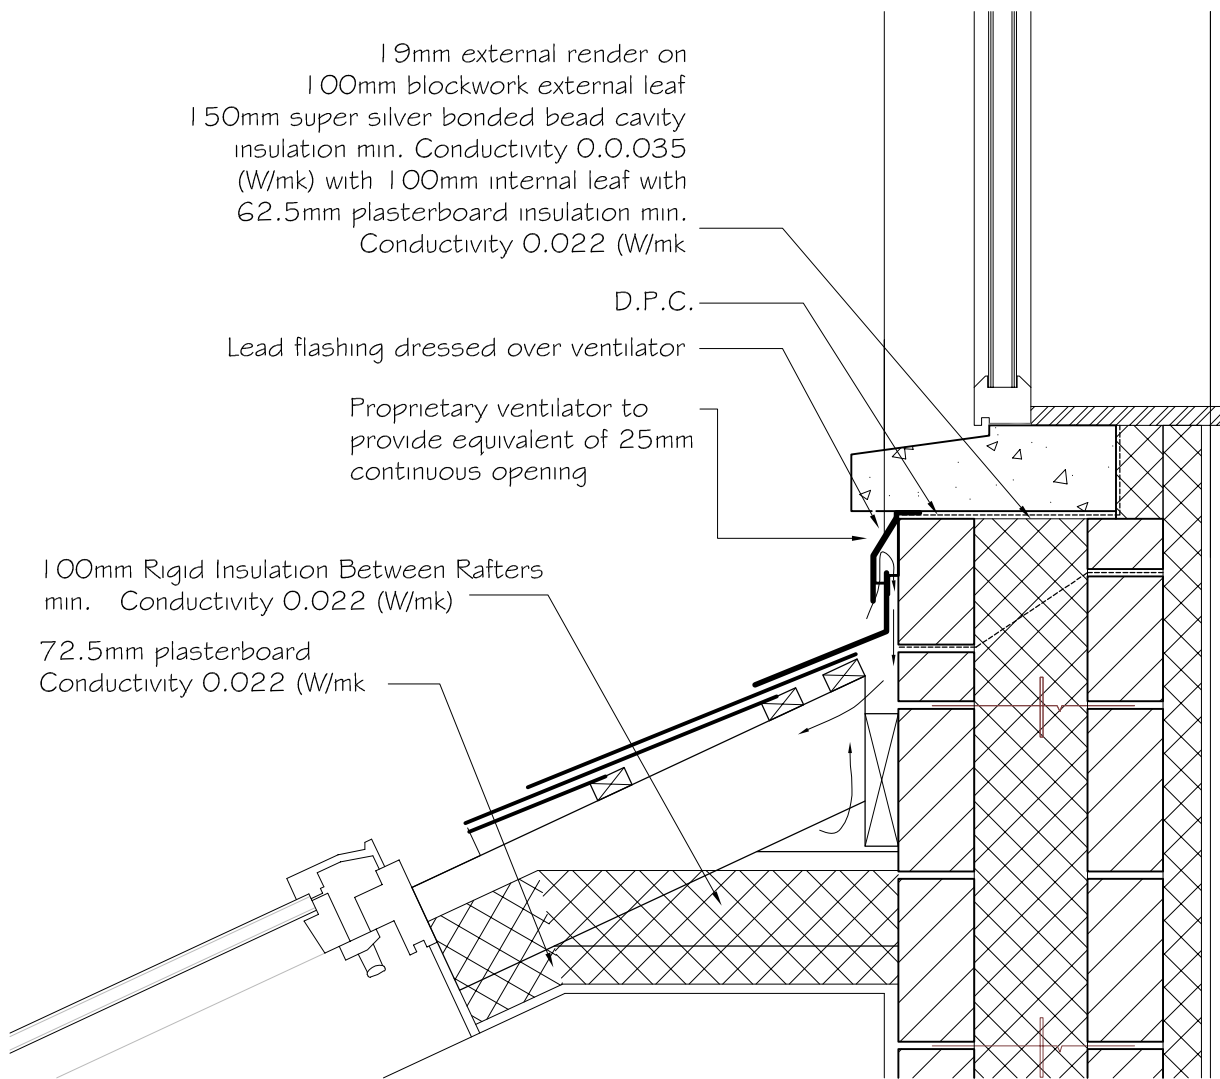 19mm external render on
100mm blockwork external leaf
150mm super silver bonded bead cavity
insulation min. Conductivity 0.0.035
(W/mk) with 100mm internal leaf with
62.5mm plasterboard insulation min.
Conductivity 0.022 (W/mk
D.P.C.
Lead flashing dressed over ventilator
Proprietary ventilator to
provide equivalent of 25mm
continuous opening
100mm Rigid Insulation Between Rafters
min. Conductivity 0.022 (W/mk)
72.5mm plasterboard
Conductivity 0.022 (W/mk